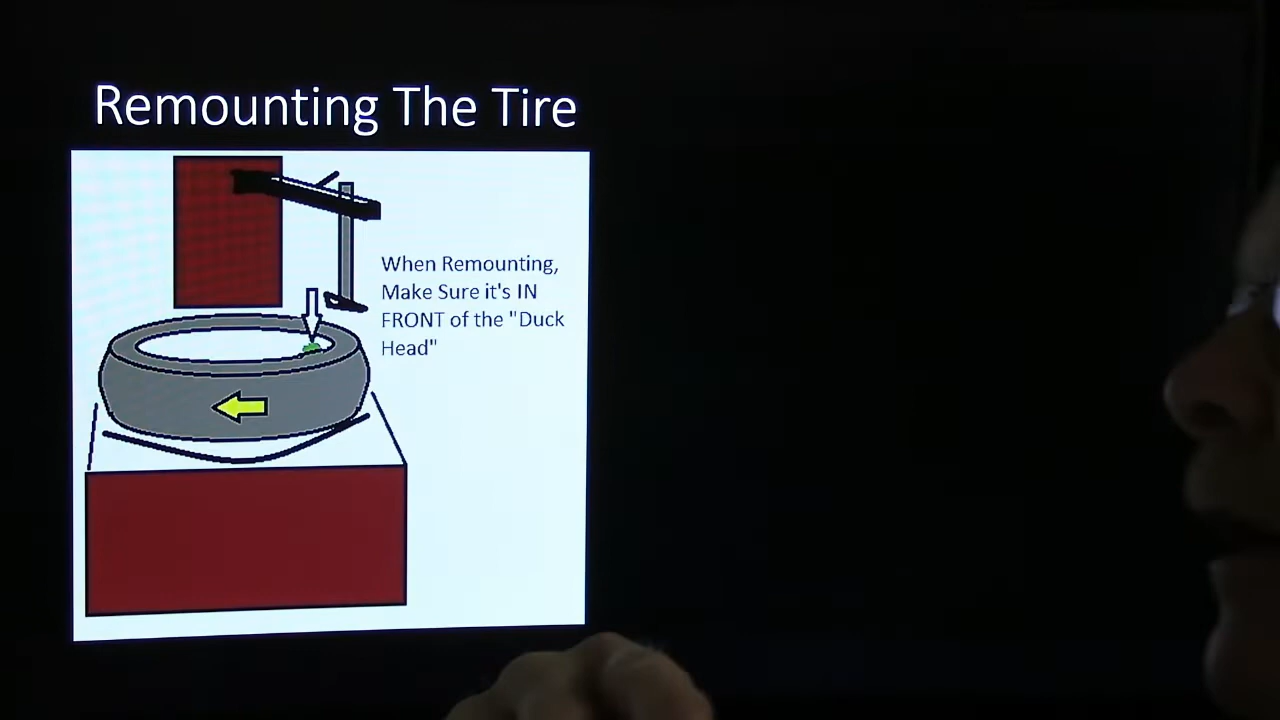 Remounting The Tire
When Remounting,
Make Sure it's IN
FRONT of the "Duck
Head"